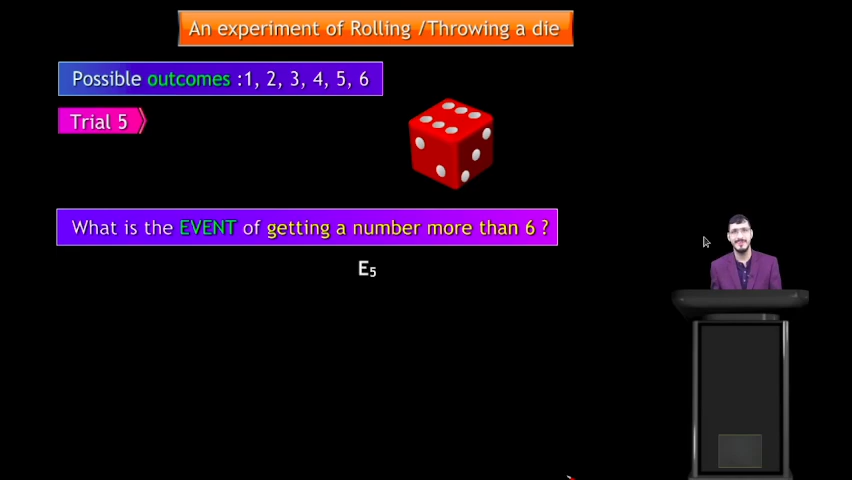 An experiment of Rolling /Throwing a die
Possible outcomes :1, 2, 3, 4, 5, 6
Trial 5
What is the EVENT of getting a number more than 6 ?
E₅